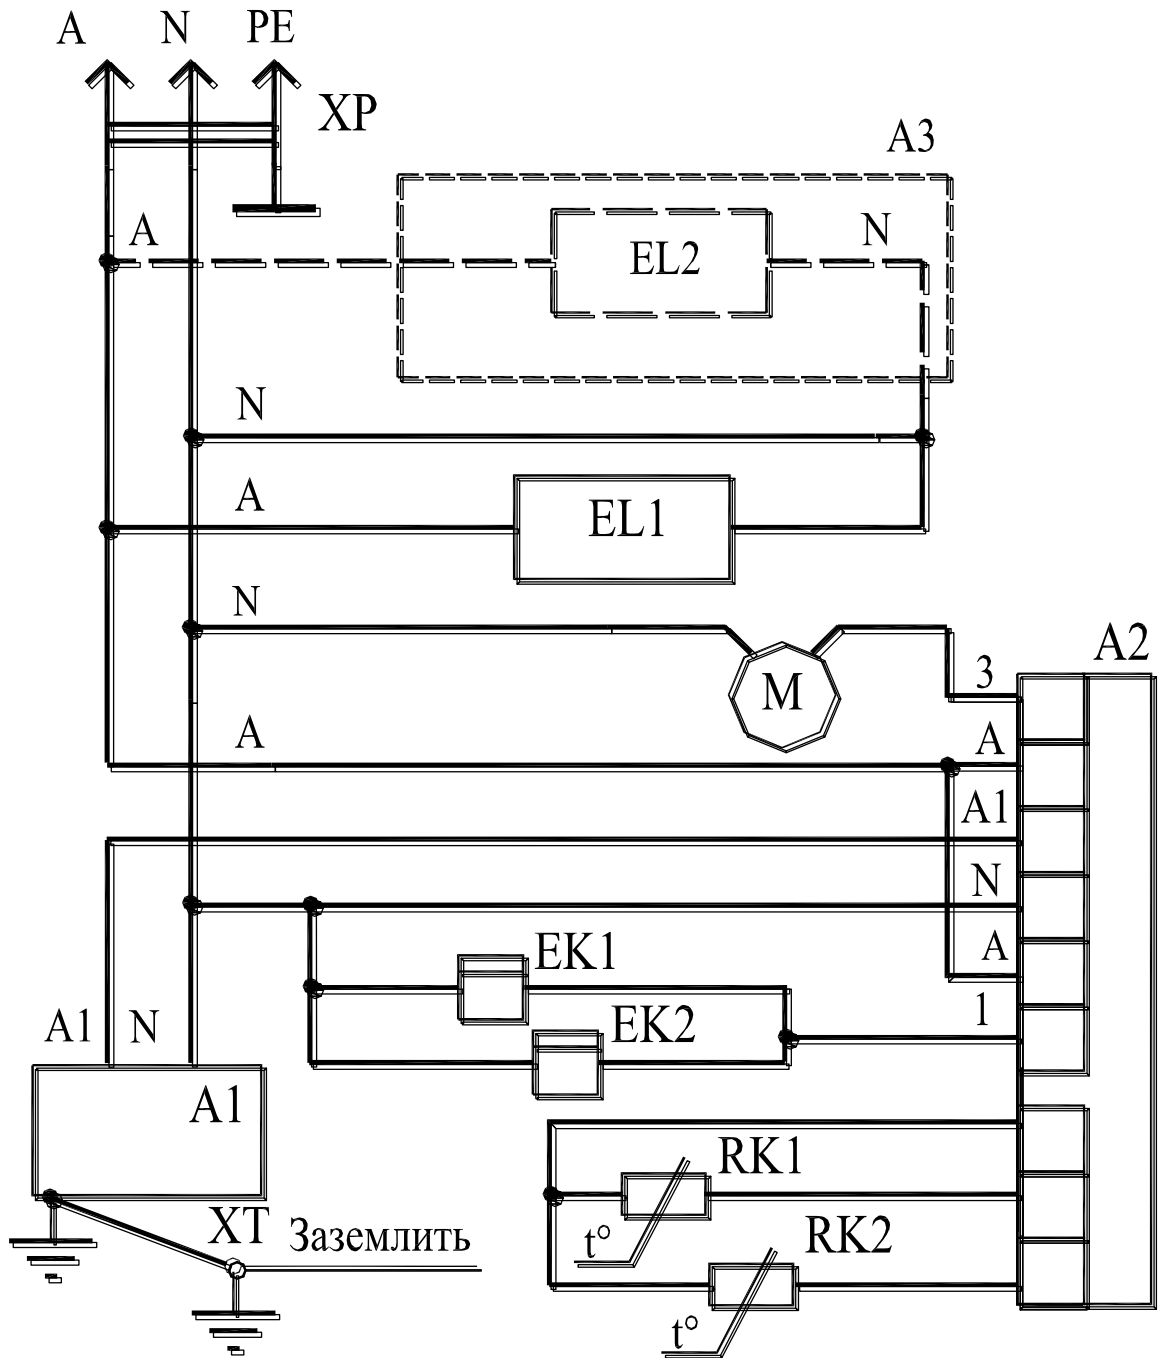 A N PE
XP
A3
A
EL2
N
N
A
EL1
N
M
A2
3
A
A
A1
N
EK1
A
A1 N
EK2
1
A1
RK1
XT Заземлить
t°
RK2
t°